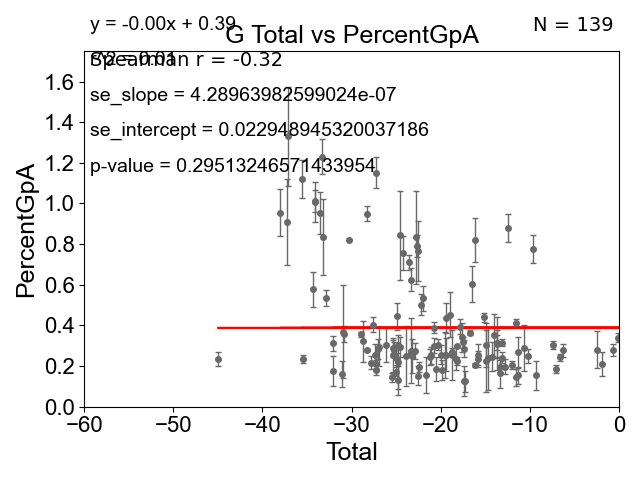 y = -0.00x + 0.39
N = 139
G Total vs PercentGpA
Spearman r = -0.32
se_slope = 4.28963982599024e-07
se_intercept = 0.022948945320037186
p-value = 0.29513246571433954
PercentGpA
1.6
1.4
1.2
1.0
0.8
0.6
0.4
0.2
0.0
−60 −50 −40 −30 −20 −10 0
Total